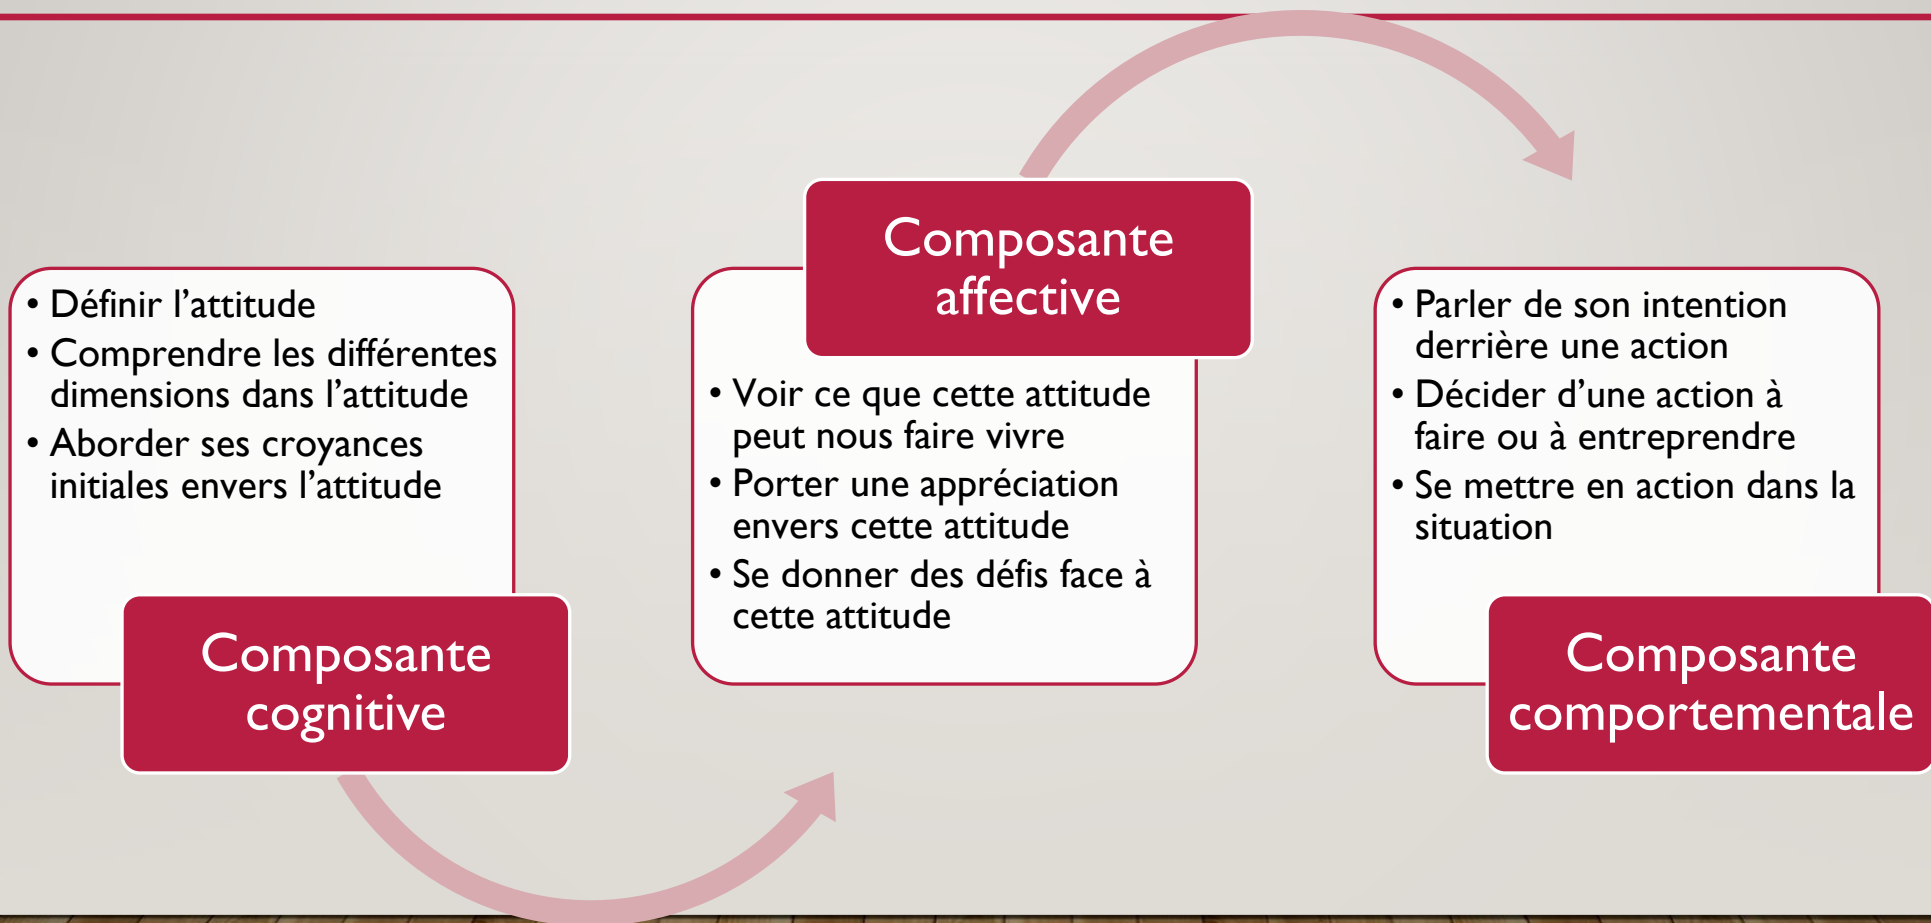 • Définir l’attitude
• Comprendre les différentes
dimensions dans l’attitude
• Aborder ses croyances
initiales envers l’attitude
Composante
cognitive
Composante
affective
• Voir ce que cette attitude
peut nous faire vivre
• Porter une appréciation
envers cette attitude
• Se donner des défis face à
cette attitude
• Parler de son intention
derrière une action
• Décider d’une action à
faire ou à entreprendre
• Se mettre en action dans la
situation
Composante
comportementale